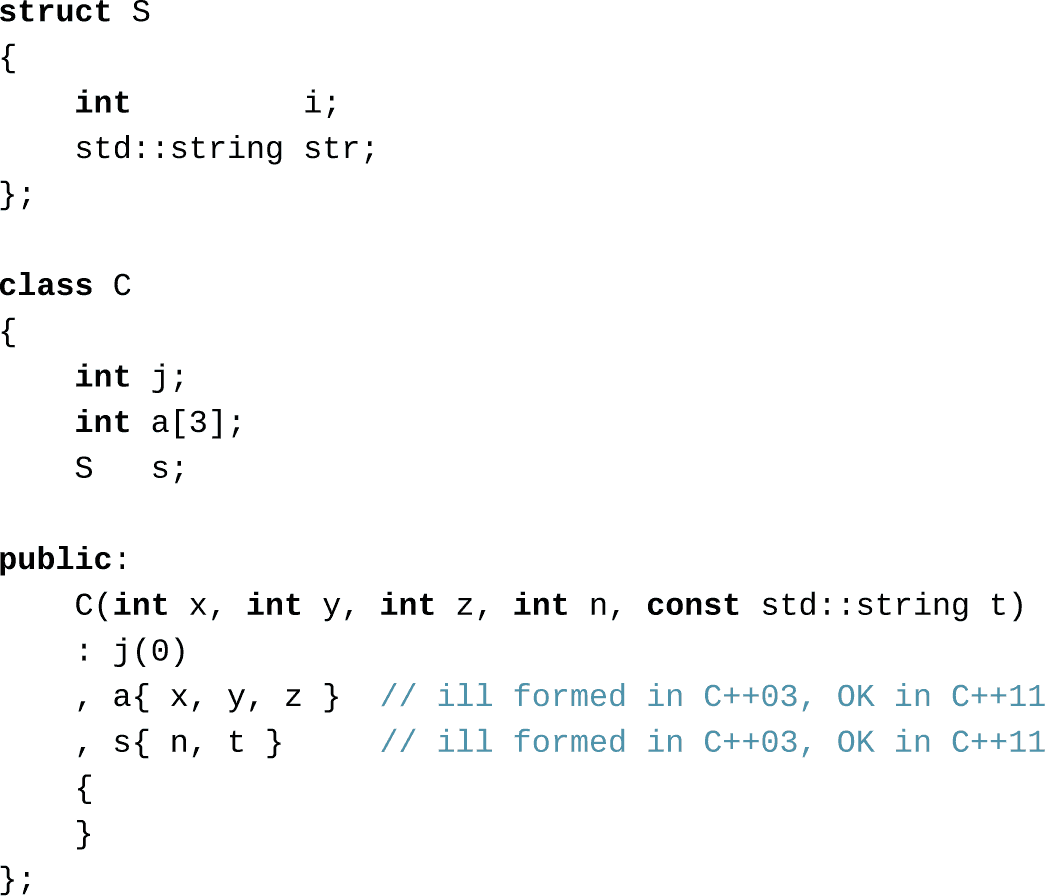 struct S
{
    int         i;
    std::string str;
};

class C
{
    int j;
    int a[3];
    S   s;

public:
    C(int x, int y, int z, int n, const std::string t)
    : j(0)
    , a{ x, y, z }  // ill formed in C++03, OK in C++11
    , s{ n, t }     // ill formed in C++03, OK in C++11
    {
    }
};